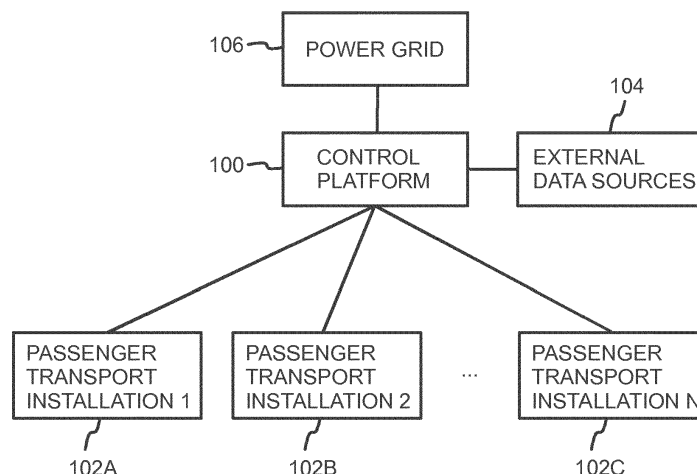 106
POWER GRID
104
100
CONTROL
PLATFORM
EXTERNAL
DATA SOURCES
PASSENGER
TRANSPORT
INSTALLATION 1
PASSENGER
TRANSPORT
INSTALLATION 2
...
PASSENGER
TRANSPORT
INSTALLATION N
102A
102B
102C